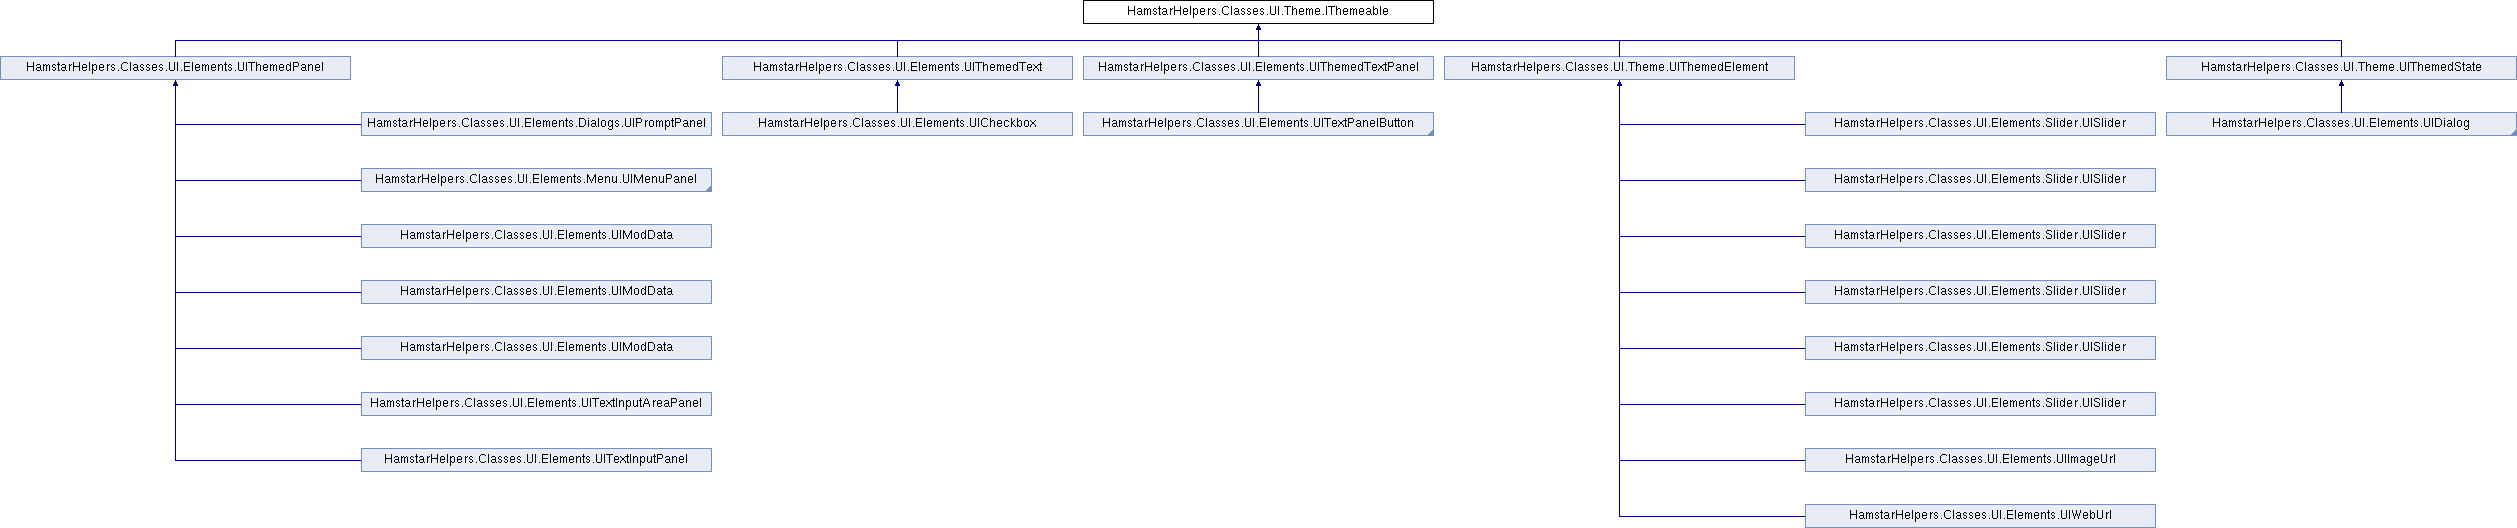 HamstarHelpers.Classes.UI.Theme.IThemeable
HamstarHelpers.Classes.UI.Elements.UIThemedPanel
HamstarHelpers.Classes.UI.Elements.UIThemedText
HamstarHelpers.Classes.UI.Elements.UIThemedTextPanel
HamstarHelpers.Classes.UI.Theme.UIThemedElement
HamstarHelpers.Classes.UI.Theme.UIThemedState
HamstarHelpers.Classes.UI.Elements.Dialogs.UIPromptPanel
HamstarHelpers.Classes.UI.Elements.UICheckbox
HamstarHelpers.Classes.UI.Elements.UITextPanelButton
HamstarHelpers.Classes.UI.Elements.Slider.UISlider
HamstarHelpers.Classes.UI.Elements.UIDialog
HamstarHelpers.Classes.UI.Elements.Menu.UIMenuPanel
HamstarHelpers.Classes.UI.Elements.Slider.UISlider
HamstarHelpers.Classes.UI.Elements.UIModData
HamstarHelpers.Classes.UI.Elements.Slider.UISlider
HamstarHelpers.Classes.UI.Elements.UIModData
HamstarHelpers.Classes.UI.Elements.Slider.UISlider
HamstarHelpers.Classes.UI.Elements.UIModData
HamstarHelpers.Classes.UI.Elements.Slider.UISlider
HamstarHelpers.Classes.UI.Elements.UITextInputAreaPanel
HamstarHelpers.Classes.UI.Elements.Slider.UISlider
HamstarHelpers.Classes.UI.Elements.UITextInputPanel
HamstarHelpers.Classes.UI.Elements.UIImageUrl
HamstarHelpers.Classes.UI.Elements.UIWebUrl